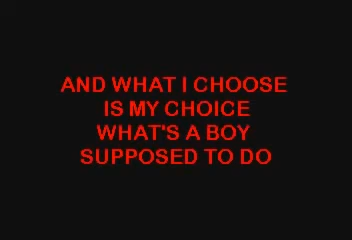 AND WHAT I CHOOSE
IS MY CHOICE
WHAT'S A BOY
SUPPOSED TO DO